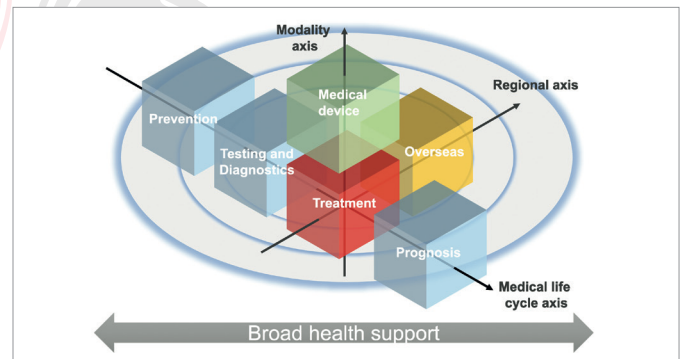 Modality
axis
Regional axis
Medical
device
Prevention
Testing and
Diagnostics
Overseas
Treatment
Prognosis
Medical life
cycle axis
Broad health support